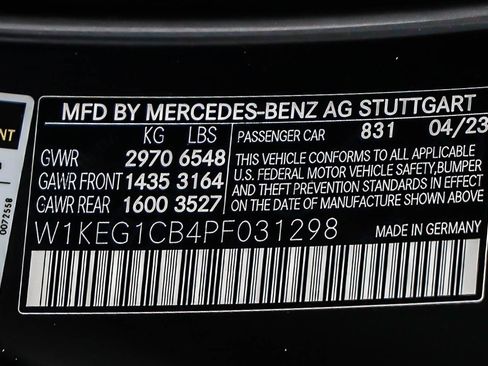 MFD BY MERCEDES-BENZ AG STUTTGART
KG LBS
PASSENGER CAR 831 04/23
GVWR 2970 6548
GAWR FRONT 1435 3164
GAWR REAR 1600 3527
THIS VEHICLE CONFORMS TO ALL APPLICABLE
U.S. FEDERAL MOTOR VEHICLE SAFETY,BUMPER
AND THEFT PREVENTION STANDARDS IN EFFECT
ON THE DATE OF MANUFACTURE SHOWN ABOVE
W1KEG1CB4PF031298
MADE IN GERMANY
NT
0072558